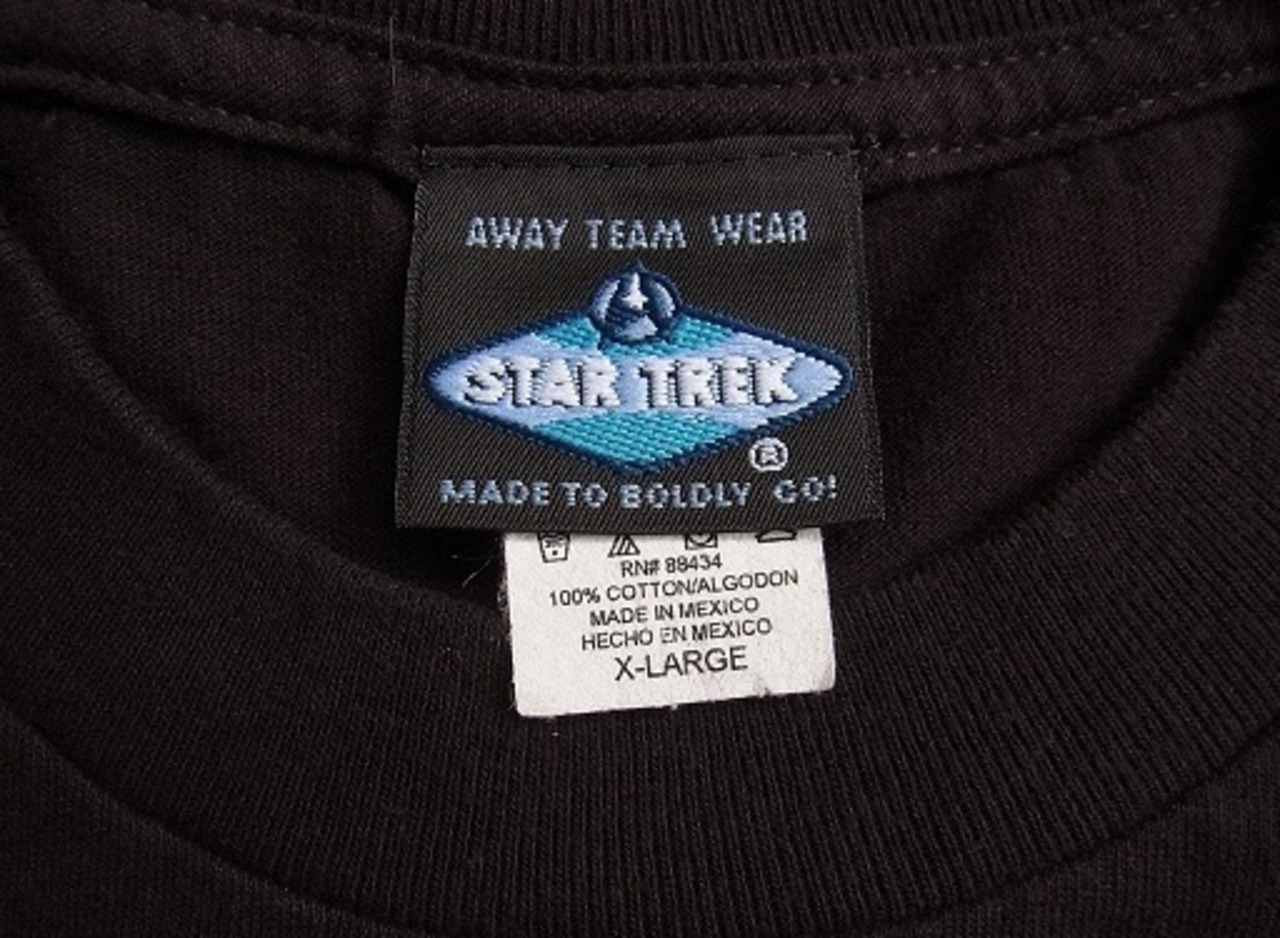 AWAY TEAM WEAR
STAR TREK
®
MADE TO BOLDLY GO!
RN# 88434
100% COTTON/ALGODON
MADE IN MEXICO
HECHO EN MEXICO
X-LARGE